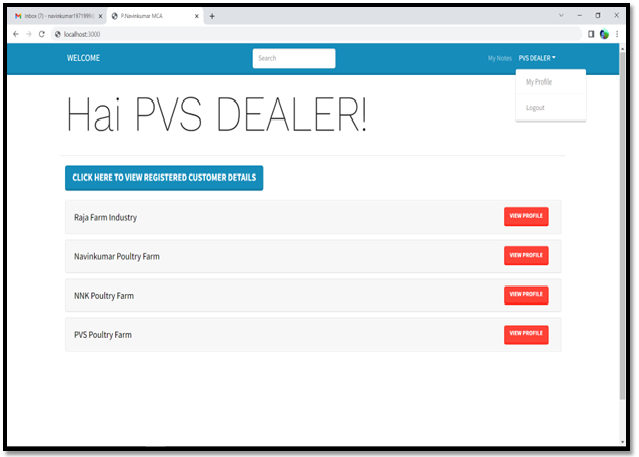 Inbox (7) - navinkumar1971999@
P.Navinkumar MCA
localhost:3000
WELCOME
Search
My Notes
PVS DEALER
My Profile
Logout
Hai PVS DEALER!
CLICK HERE TO VIEW REGISTERED CUSTOMER DETAILS
Raja Farm Industry
VIEW PROFILE
Navinkumar Poultry Farm
VIEW PROFILE
NNK Poultry Farm
VIEW PROFILE
PVS Poultry Farm
VIEW PROFILE